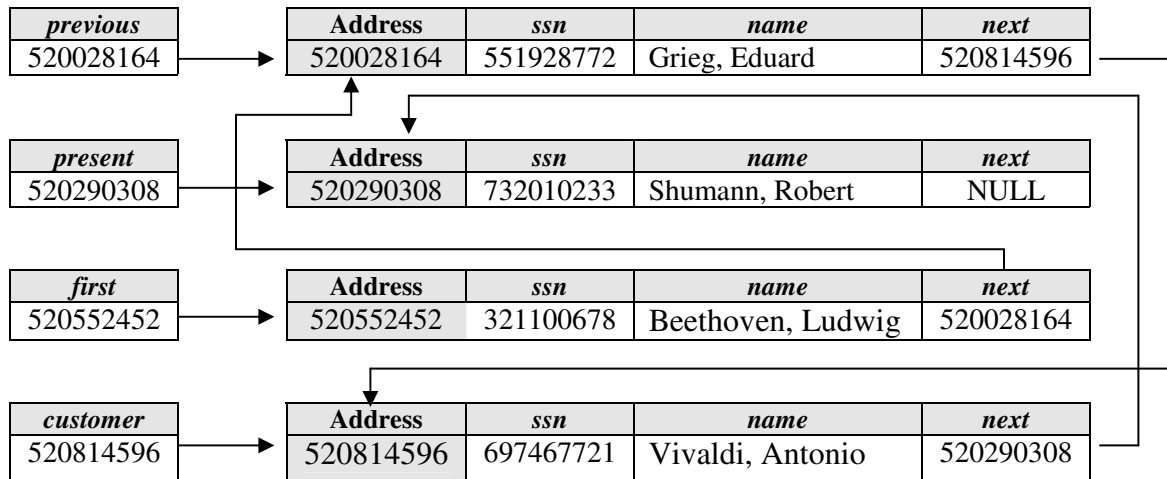 previous Address ssn name next
520028164 520028164 551928772 Grieg, Eduard 520814596
present Address ssn name next
520290308 520290308 732010233 Shumann, Robert NULL
first Address ssn name next
520552452 520552452 321100678 Beethoven, Ludwig 520028164
customer Address ssn name next
520814596 520814596 697467721 Vivaldi, Antonio 520290308